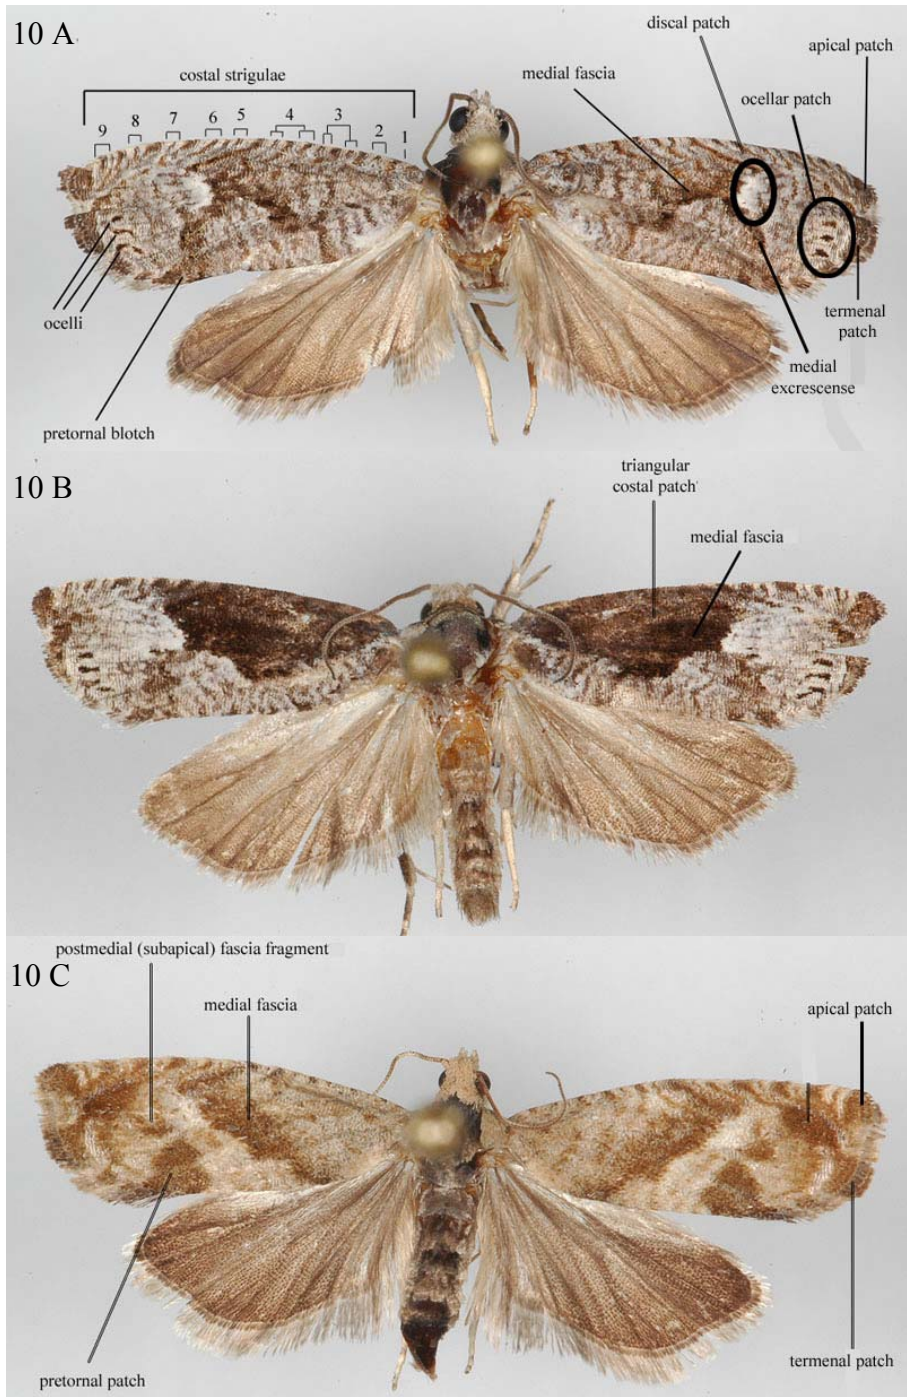 10 A
discal patch
apical patch
costal strigulae
medial fascia
ocellar patch
9 8 7 6 5 4 3 2 1
ocelli
termenal
patch
medial
excrescense
pretornal blotch
10 B
triangular
costal patch
medial fascia
postmedial (subapical) fascia fragment
10 C
medial fascia
apical patch
termenal patch
pretornal patch